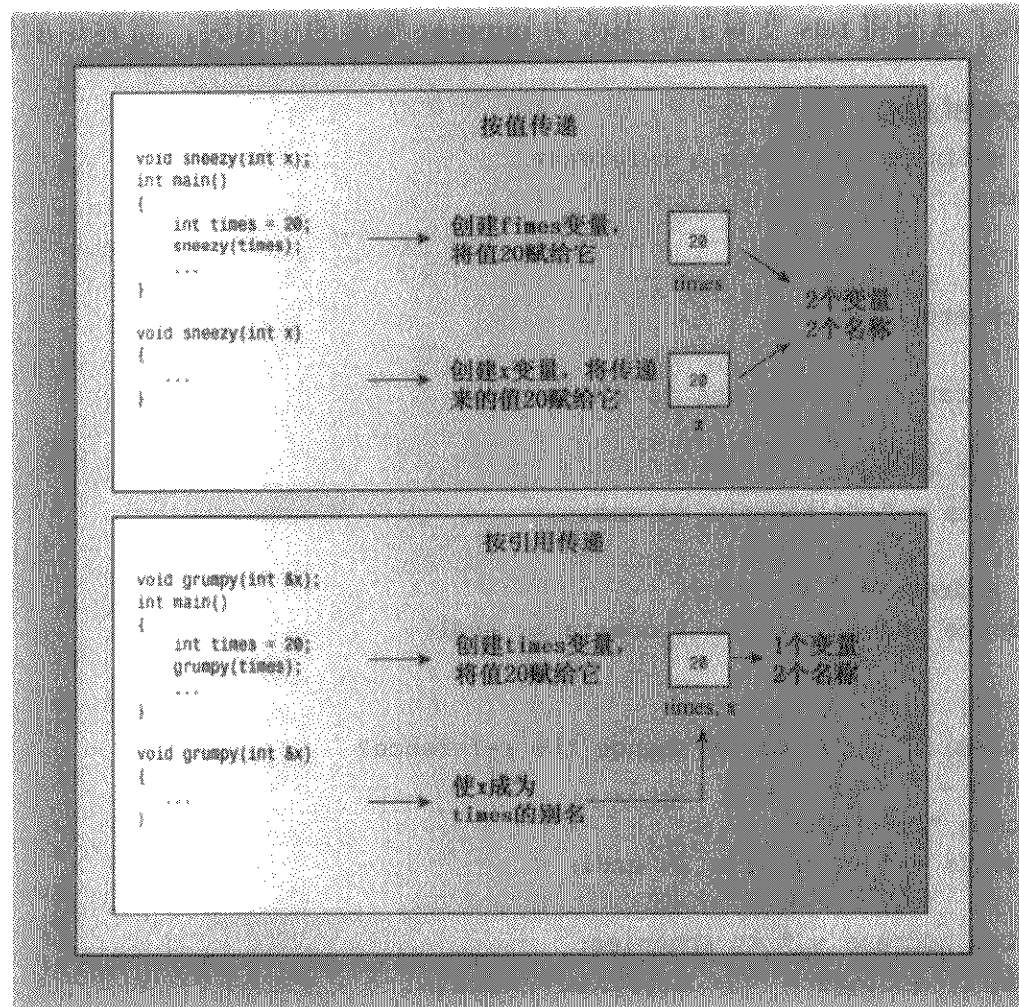 按值传递
void sneezy(int x);
int main()
{
int times = 20;
sneezy(times);
...
}
创建times变量，
将值20赋给它
20
times
2个变量
2个名称
void sneezy(int x)
{
...
}
创建x变量，将传递
来的值20赋给它
20
x
按引用传递
void grumpy(int &x);
int main()
{
int times = 20;
grumpy(times);
...
}
创建times变量，
将值20赋给它
20
times, x
1个变量
2个名称
void grumpy(int &x)
{
...
}
使x成为
times的别名